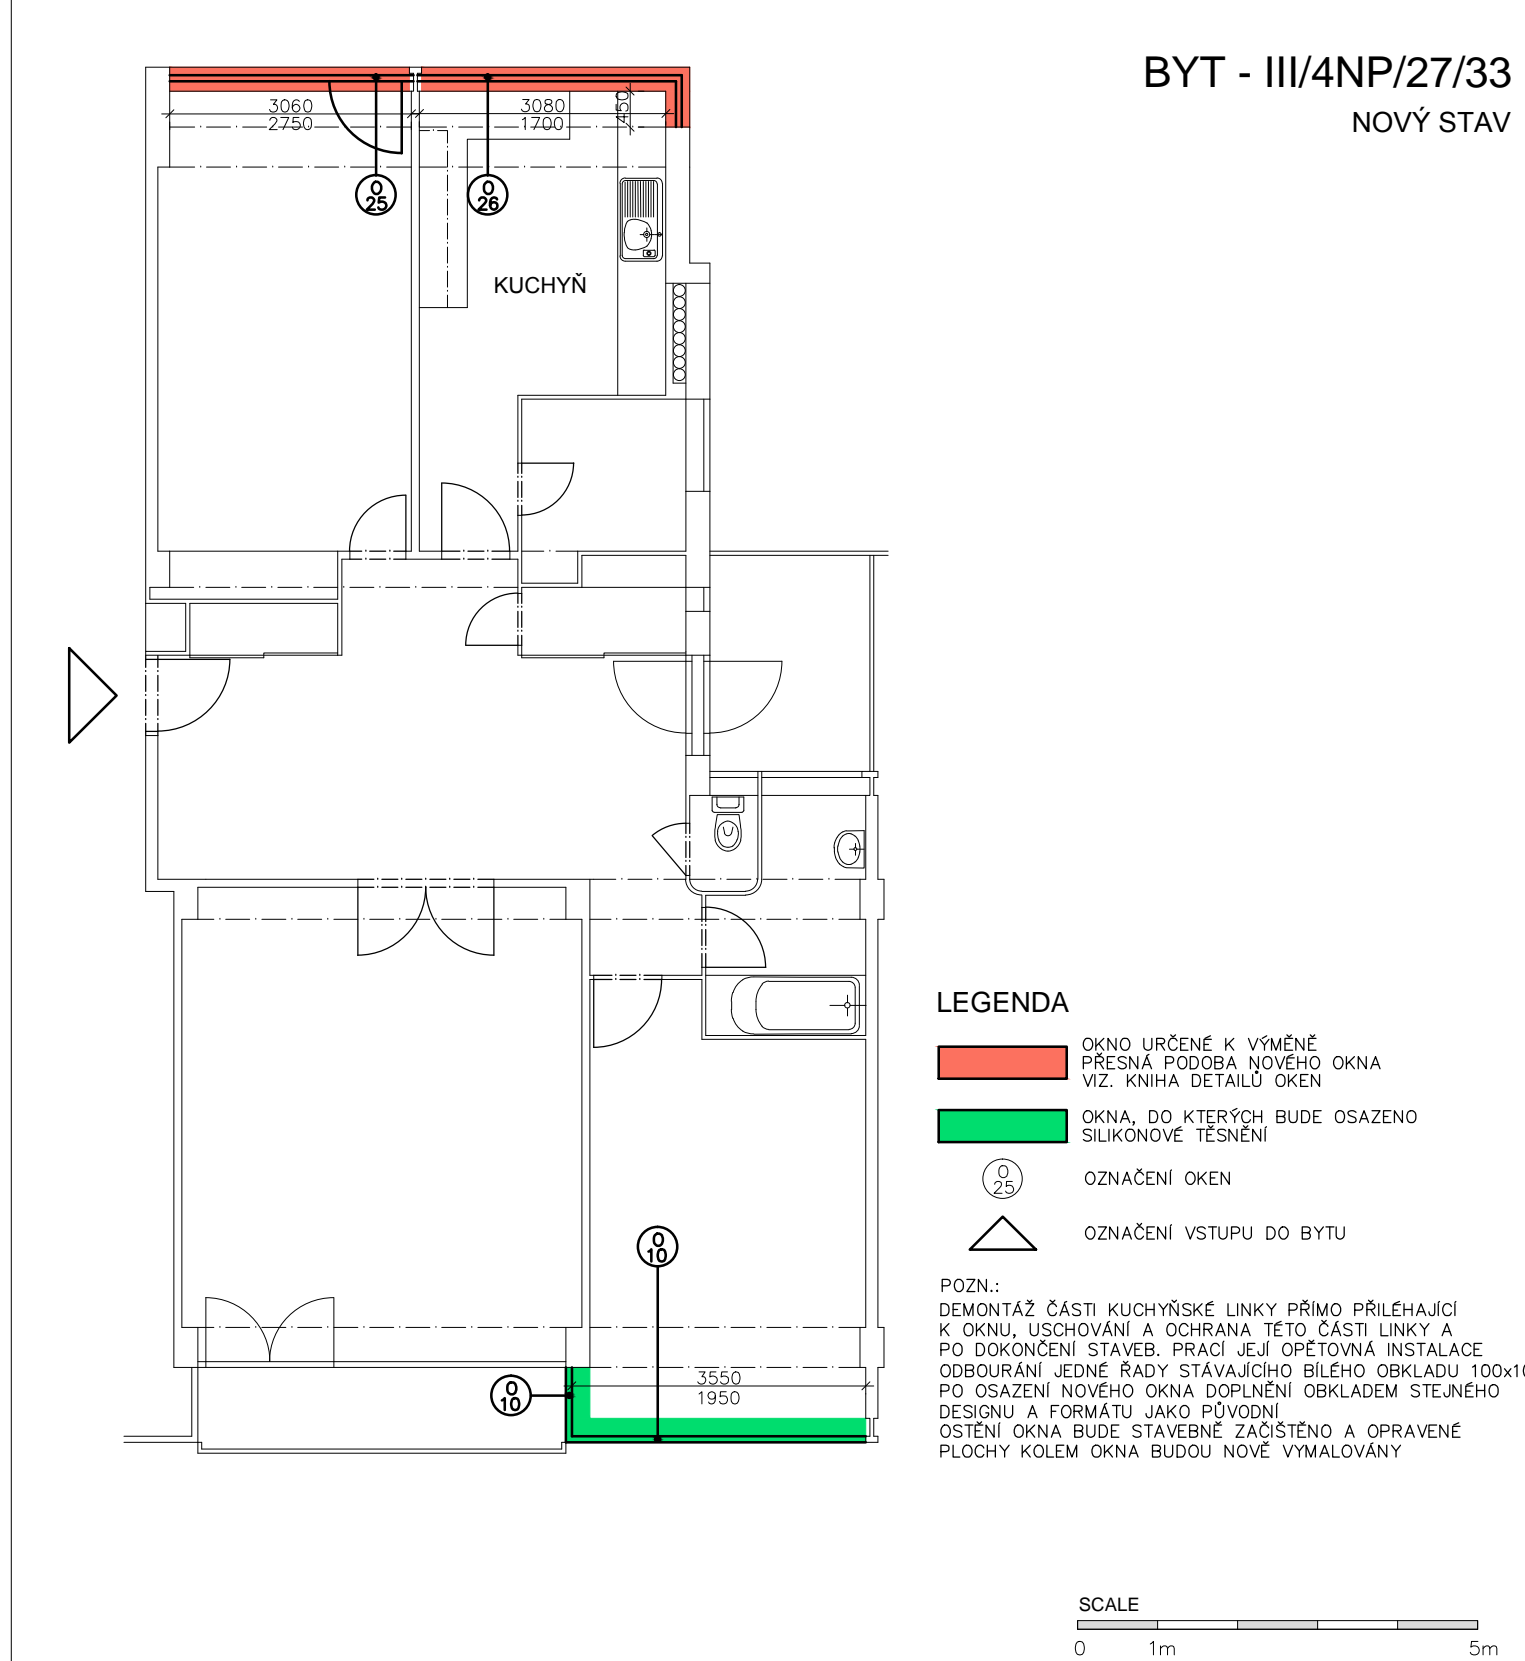 BYT - III/4NP/27/33
NOVÝ STAV
3060
2750
3080
1700
450
O
25
O
26
KUCHYŇ
LEGENDA
OKNO URČENÉ K VÝMĚNĚ
PŘESNÁ PODOBA NOVÉHO OKNA
VIZ. KNIHA DETAILŮ OKEN
OKNA, DO KTERÝCH BUDE OSAZENO
SILIKONOVÉ TĚSNĚNÍ
O
25
OZNAČENÍ OKEN
OZNAČENÍ VSTUPU DO BYTU
O
10
O
10
3550
1950
POZN.:
DEMONTÁŽ ČÁSTI KUCHYŇSKÉ LINKY PŘÍMO PŘILÉHAJÍCÍ
K OKNU, USCHOVÁNÍ A OCHRANA TÉTO ČÁSTI LINKY A
PO DOKONČENÍ STAVEB. PRACÍ JEJÍ OPĚTOVNÁ INSTALACE
ODBOURÁNÍ JEDNÉ ŘADY STÁVAJÍCÍHO BÍLÉHO OBKLADU
PO OSAZENÍ NOVÉHO OKNA DOPLNĚNÍ OBKLADEM STEJNÉHO
DESIGNU A FORMÁTU JAKO PŮVODNÍ
OSTĚNÍ OKNA BUDE STAVEBNĚ ZAČIŠTĚNO A OPRAVENÉ
PLOCHY KOLEM OKNA BUDOU NOVĚ VYMALOVÁNY
SCALE
0 1m 5m